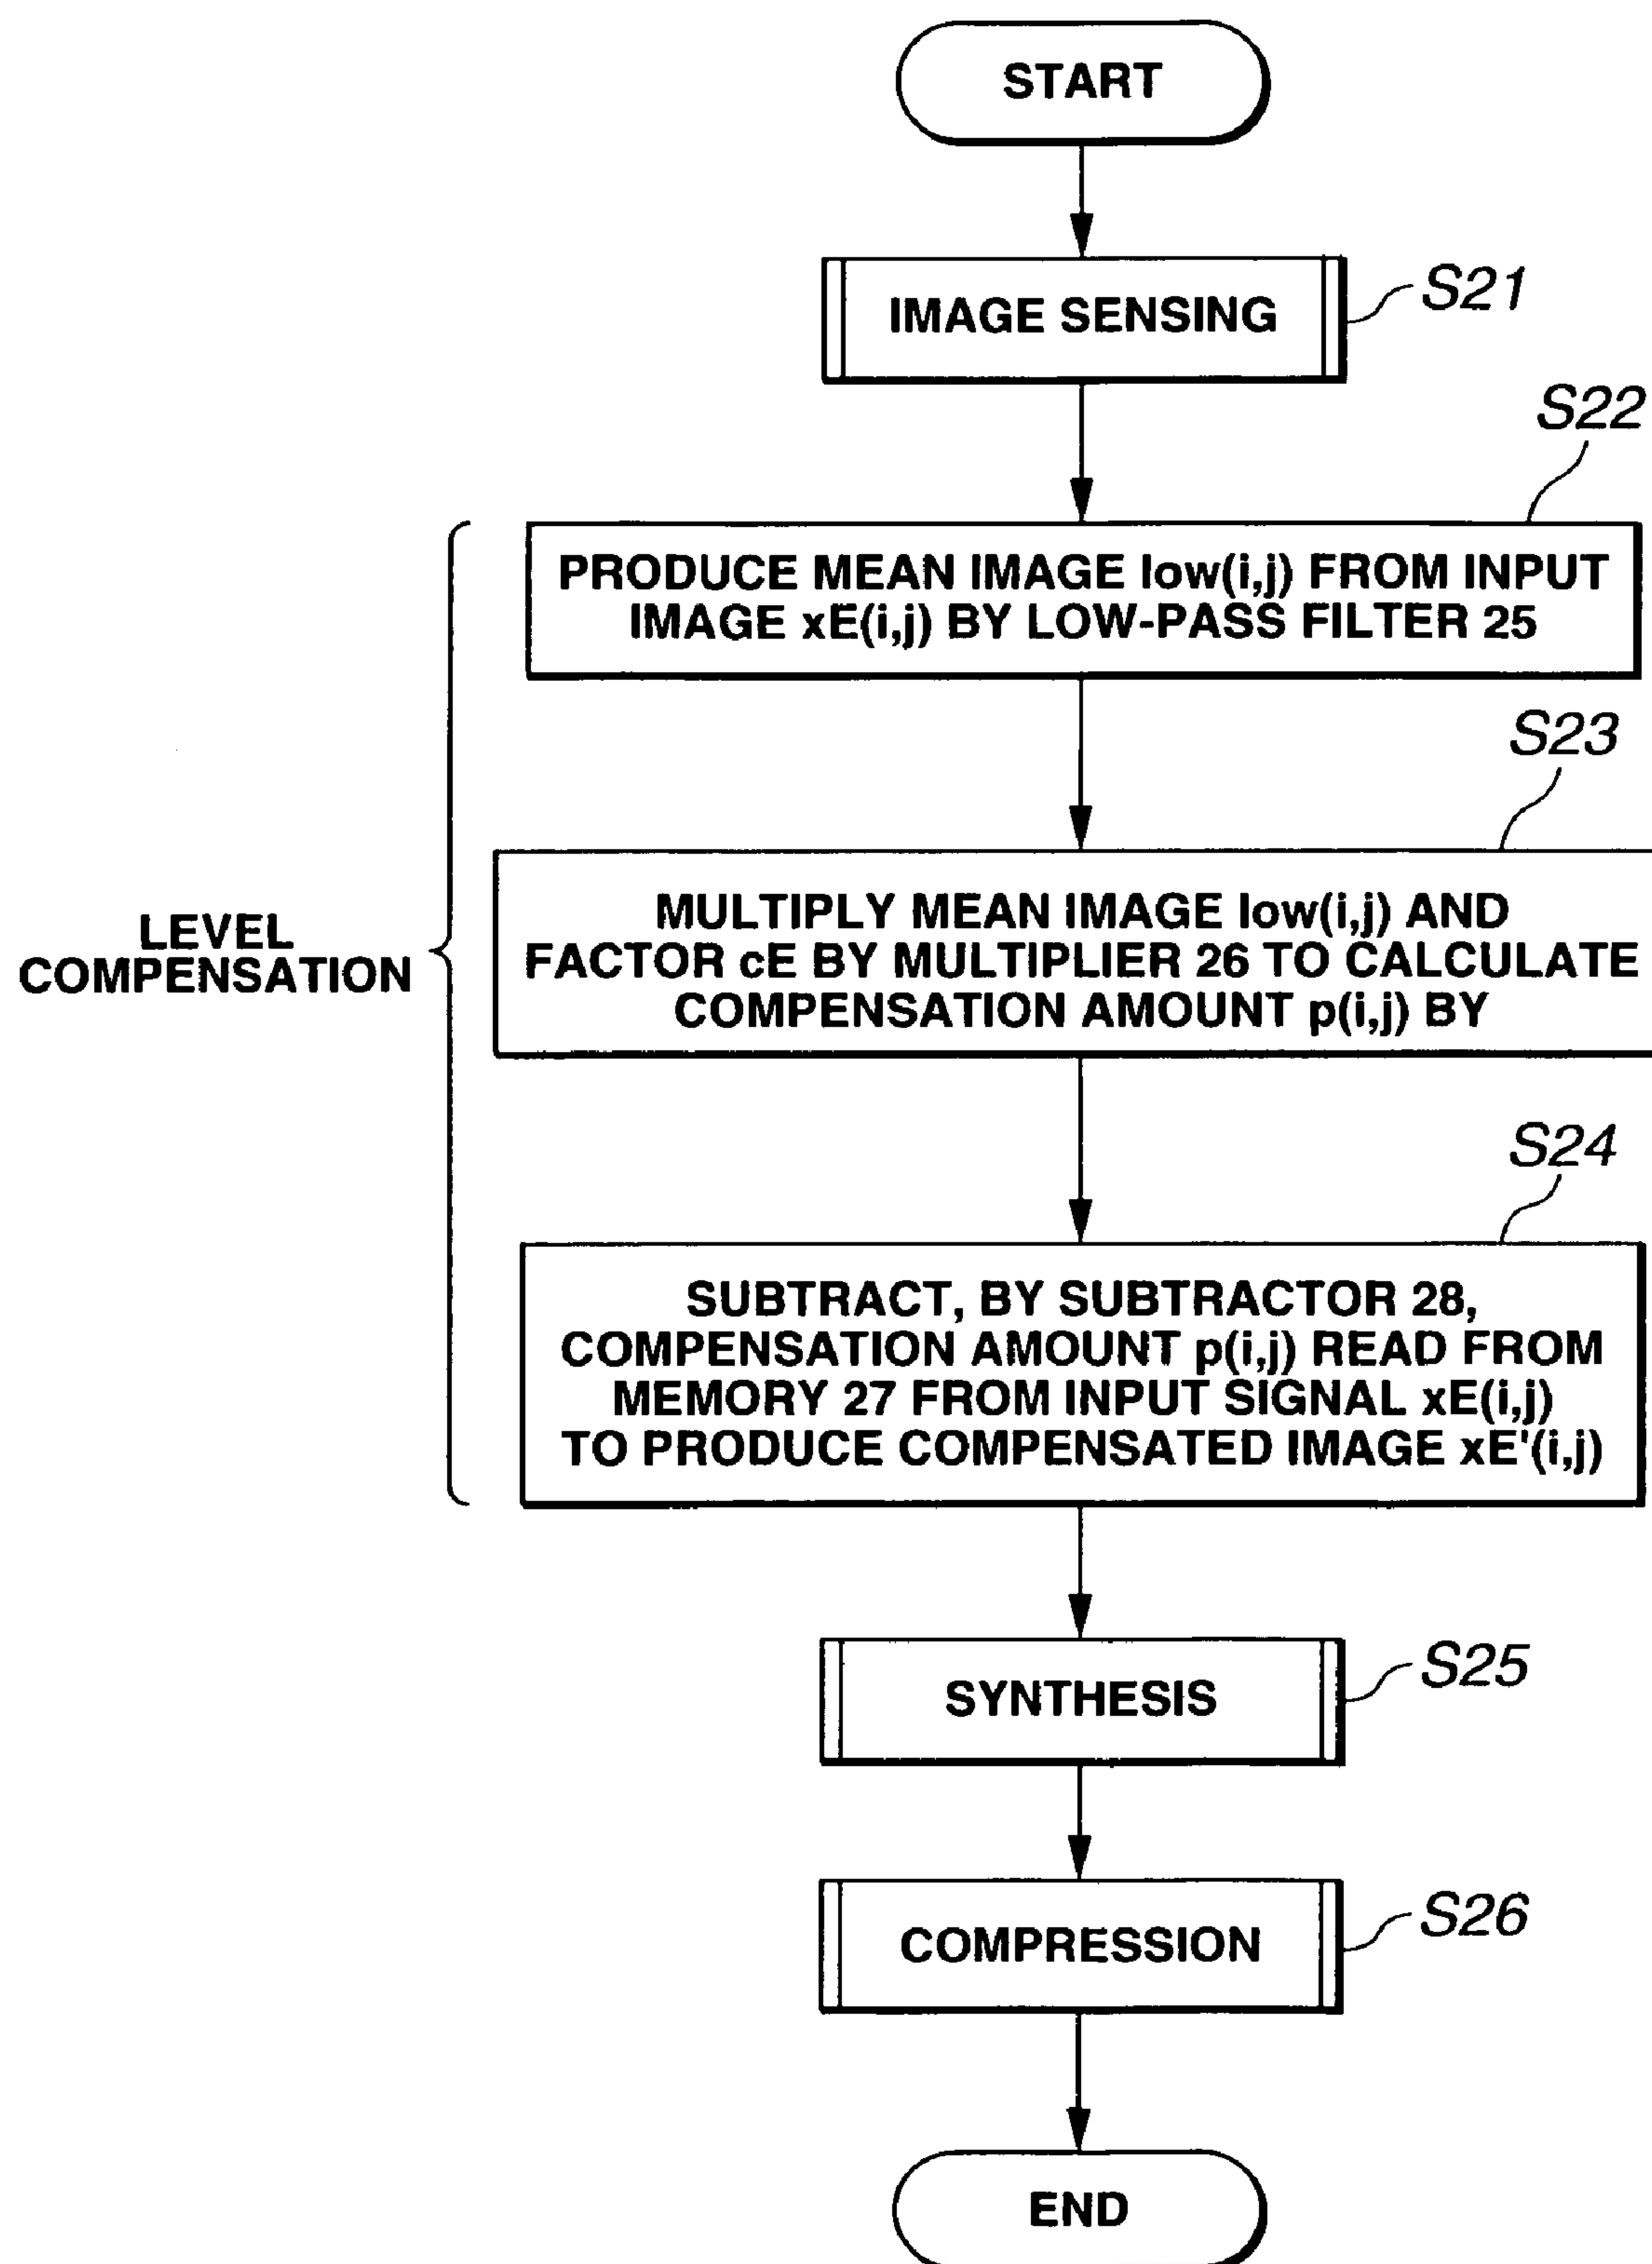 START
IMAGE SENSING
S21
S22
PRODUCE MEAN IMAGE low(i,j) FROM INPUT
IMAGE xE(i,j) BY LOW-PASS FILTER 25
S23
LEVEL
COMPENSATION
MULTIPLY MEAN IMAGE low(i,j) AND
FACTOR cE BY MULTIPLIER 26 TO CALCULATE
COMPENSATION AMOUNT p(i,j) BY
S24
SUBTRACT, BY SUBTRACTOR 28,
COMPENSATION AMOUNT p(i,j) READ FROM
MEMORY 27 FROM INPUT SIGNAL xE(i,j)
TO PRODUCE COMPENSATED IMAGE xE'(i,j)
SYNTHESIS
S25
COMPRESSION
S26
END